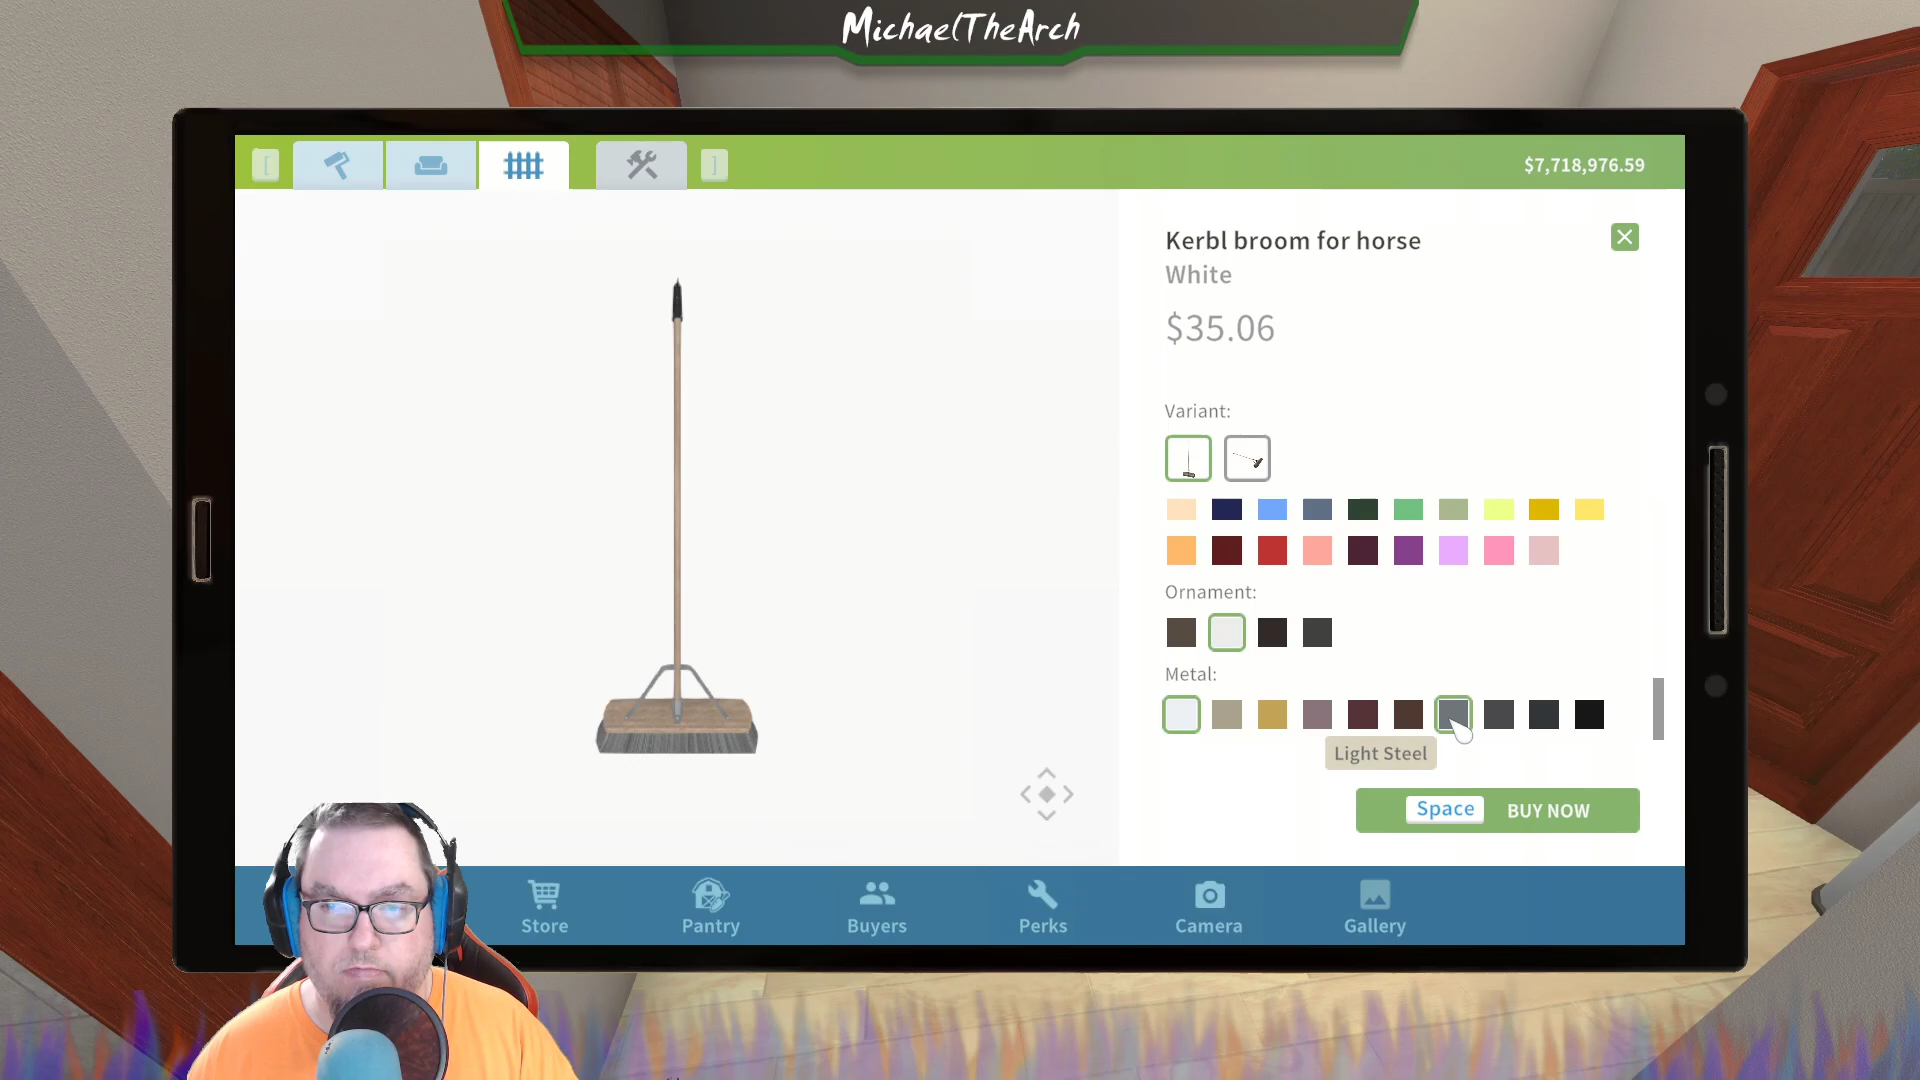 MichaelTheArch
[
]
$7,718,976.59
Kerbl broom for horse
White
$35.06
Variant:
Ornament:
Metal:
Light Steel
Space BUY NOW
Store
Pantry
Buyers
Perks
Camera
Gallery